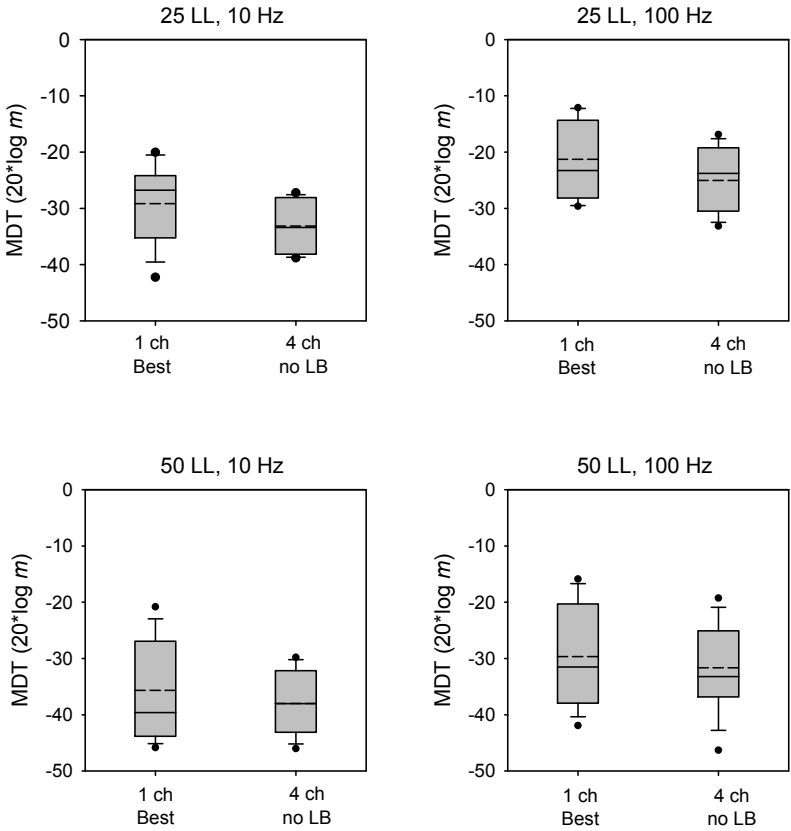 25 LL, 10 Hz
MDT (20*log m)
0
-10
-20
-30
-40
-50
1 ch
Best
4 ch
no LB
25 LL, 100 Hz
MDT (20*log m)
0
-10
-20
-30
-40
-50
1 ch
Best
4 ch
no LB
50 LL, 10 Hz
MDT (20*log m)
0
-10
-20
-30
-40
-50
1 ch
Best
4 ch
no LB
50 LL, 100 Hz
MDT (20*log m)
0
-10
-20
-30
-40
-50
1 ch
Best
4 ch
no LB